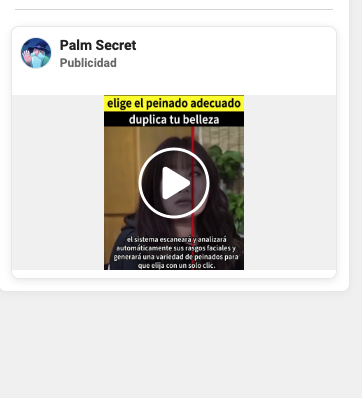 Palm Secret
Publicidad
elige el peinado adecuado
duplica tu belleza
el sistema escaneará y analizará
automáticamente sus rasgos faciales y
generará una variedad de peinados para
que elija con un solo clic.